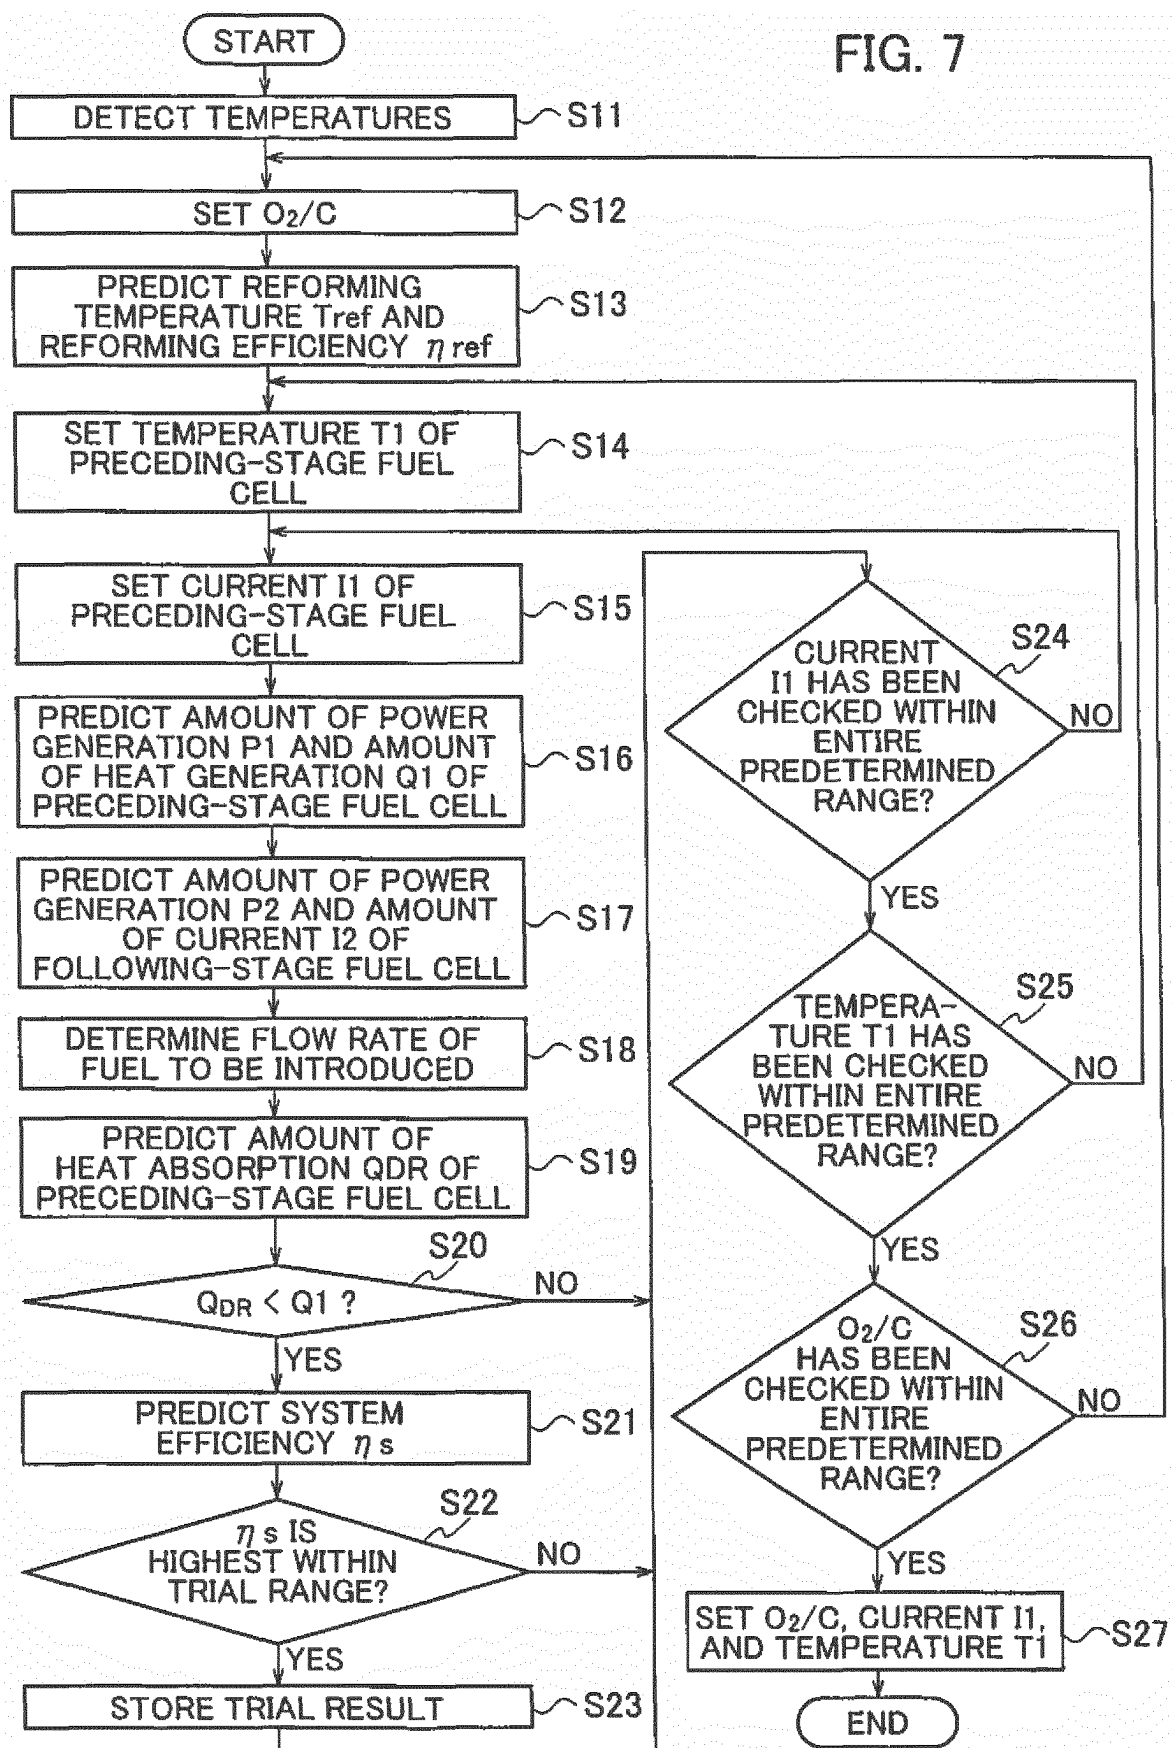 FIG. 7
START
DETECT TEMPERATURES
S11
SET O2/C
S12
PREDICT REFORMING
TEMPERATURE Tref AND
REFORMING EFFICIENCY η ref
S13
SET TEMPERATURE T1 OF
PRECEDING-STAGE FUEL
CELL
S14
SET CURRENT I1 OF
PRECEDING-STAGE FUEL
CELL
S15
PREDICT AMOUNT OF POWER
GENERATION P1 AND AMOUNT
OF HEAT GENERATION Q1 OF
PRECEDING-STAGE FUEL CELL
S16
PREDICT AMOUNT OF POWER
GENERATION P2 AND AMOUNT
OF CURRENT I2 OF
FOLLOWING-STAGE FUEL CELL
S17
DETERMINE FLOW RATE OF
FUEL TO BE INTRODUCED
S18
PREDICT AMOUNT OF
HEAT ABSORPTION QDR OF
PRECEDING-STAGE FUEL CELL
S19
S20
QDR < Q1 ?
NO
YES
PREDICT SYSTEM
EFFICIENCY η s
S21
S22
η s IS
HIGHEST WITHIN
TRIAL RANGE?
NO
YES
STORE TRIAL RESULT
S23
S24
CURRENT
I1 HAS BEEN
CHECKED WITHIN
ENTIRE
PREDETERMINED
RANGE?
NO
YES
S25
TEMPERA-
TURE T1 HAS
BEEN CHECKED
WITHIN ENTIRE
PREDETERMINED
RANGE?
NO
YES
S26
O2/C
HAS BEEN
CHECKED WITHIN
ENTIRE
PREDETERMINED
RANGE?
NO
YES
SET O2/C, CURRENT I1,
AND TEMPERATURE T1
S27
END